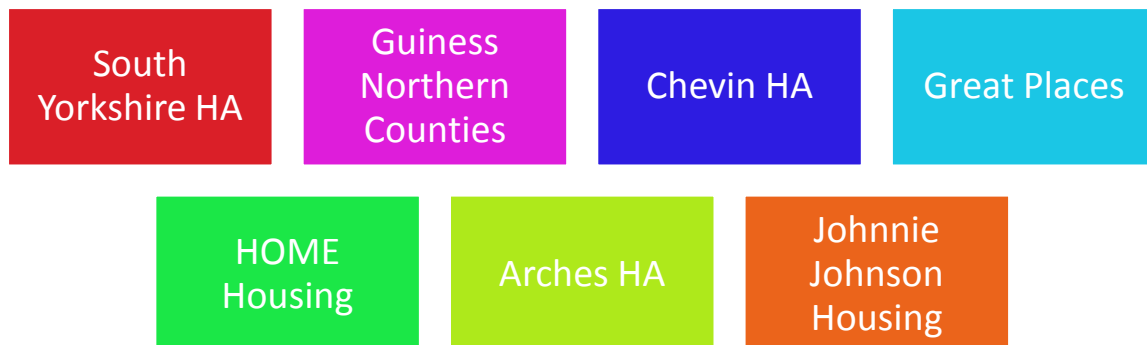 South
Yorkshire HA
Guiness
Northern
Counties
Chevin HA
Great Places
HOME
Housing
Arches HA
Johnnie
Johnson
Housing